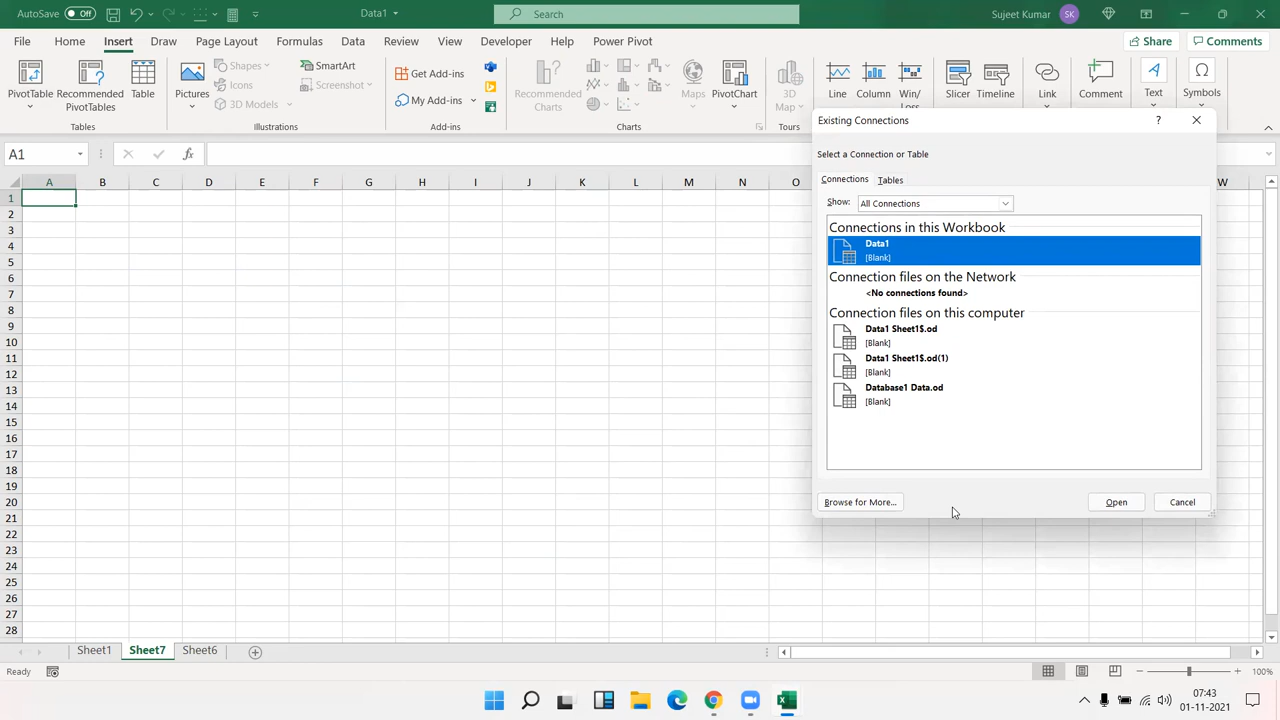 AutoSave Off Data1 Search Sujeet Kumar SK
File Home Insert Draw Page Layout Formulas Data Review View Developer Help Power Pivot Share Comments
PivotTable Recommended PivotTables Table Pictures Shapes Icons 3D Models SmartArt Screenshot Get Add-ins My Add-ins Recommended Charts Maps PivotChart 3D Map Line Column Win/Loss Slicer Timeline Link Comment Text Symbols
Tables Illustrations Add-ins Charts Tours
A1 fx
A B C D E F G H I J K L M N O W
1
2
3
4
5
6
7
8
9
10
11
12
13
14
15
16
17
18
19
20
21
22
23
24
25
26
27
28
Existing Connections ?
Select a Connection or Table
Connections Tables
Show: All Connections
Connections in this Workbook
Data1
[Blank]
Connection files on the Network
<No connections found>
Connection files on this computer
Data1 Sheet1$.od
[Blank]
Data1 Sheet1$.od(1)
[Blank]
Database1 Data.od
[Blank]
Browse for More... Open Cancel
Sheet1 Sheet7 Sheet6
Ready 100%
07:43
01-11-2021